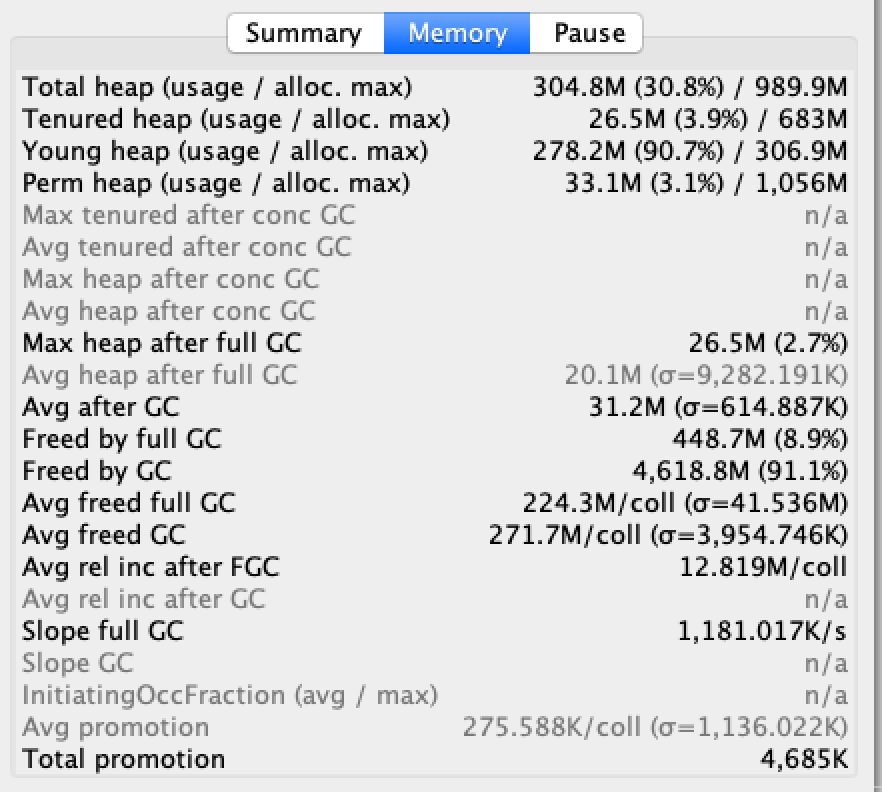 Summary Memory Pause
Total heap (usage / alloc. max) 304.8M (30.8%) / 989.9M
Tenured heap (usage / alloc. max) 26.5M (3.9%) / 683M
Young heap (usage / alloc. max) 278.2M (90.7%) / 306.9M
Perm heap (usage / alloc. max) 33.1M (3.1%) / 1,056M
Max tenured after conc GC n/a
Avg tenured after conc GC n/a
Max heap after conc GC n/a
Avg heap after conc GC n/a
Max heap after full GC 26.5M (2.7%)
Avg heap after full GC 20.1M (σ=9,282.191K)
Avg after GC 31.2M (σ=614.887K)
Freed by full GC 448.7M (8.9%)
Freed by GC 4,618.8M (91.1%)
Avg freed full GC 224.3M/coll (σ=41.536M)
Avg freed GC 271.7M/coll (σ=3,954.746K)
Avg rel inc after FGC 12.819M/coll
Avg rel inc after GC n/a
Slope full GC 1,181.017K/s
Slope GC n/a
InitiatingOccFraction (avg / max) n/a
Avg promotion 275.588K/coll (σ=1,136.022K)
Total promotion 4,685K